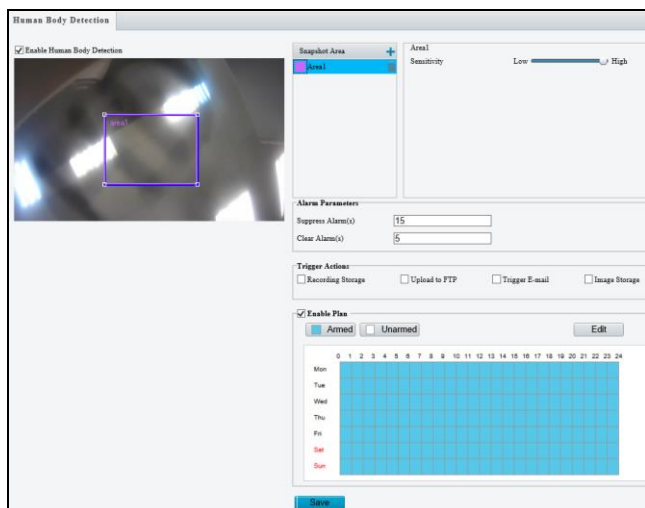 Human Body Detection
Enable Human Body Detection
area1
Snapshot Area
Area1
Area1
Sensitivity Low High
Alarm Parameters
Suppress Alarm(s) 15
Clear Alarm(s) 5
Trigger Actions
Recording Storage Upload to FTP Trigger E-mail Image Storage
Enable Plan
Armed Unarmed Edit
0 1 2 3 4 5 6 7 8 9 10 11 12 13 14 15 16 17 18 19 20 21 22 23 24
Mon
Tue
Wed
Thu
Fri
Sat
Sun
Save